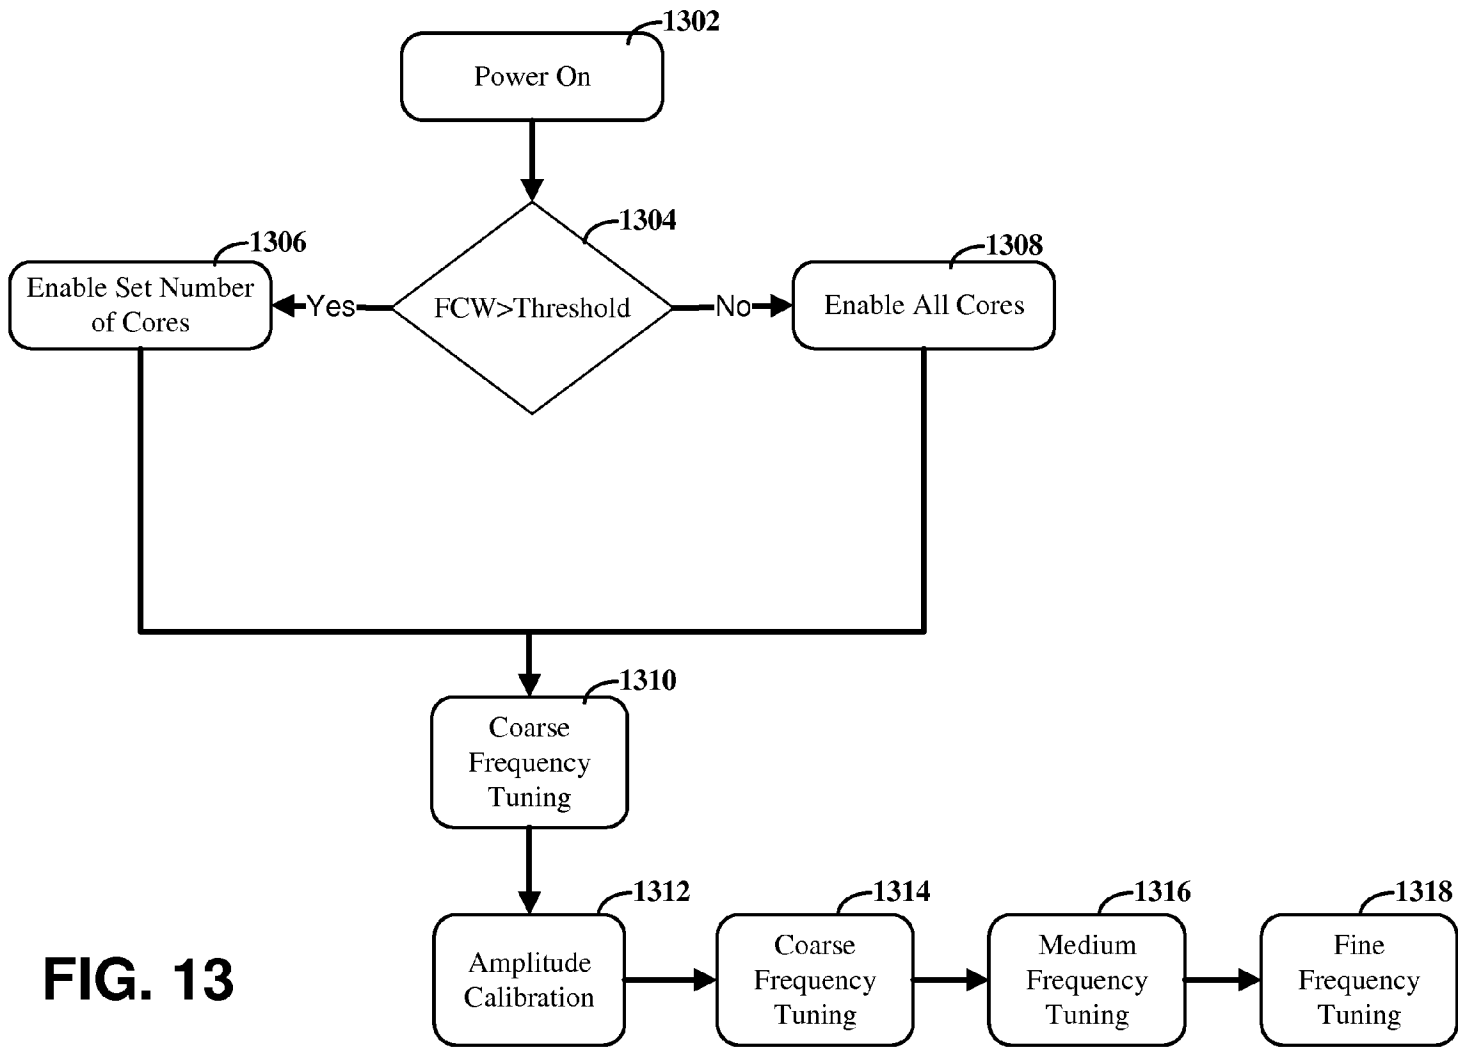 1302
Power On
1304
FCW>Threshold
1306
Enable Set Number
of Cores
Yes
No
1308
Enable All Cores
1310
Coarse
Frequency
Tuning
1312
Amplitude
Calibration
1314
Coarse
Frequency
Tuning
1316
Medium
Frequency
Tuning
1318
Fine
Frequency
Tuning
FIG. 13